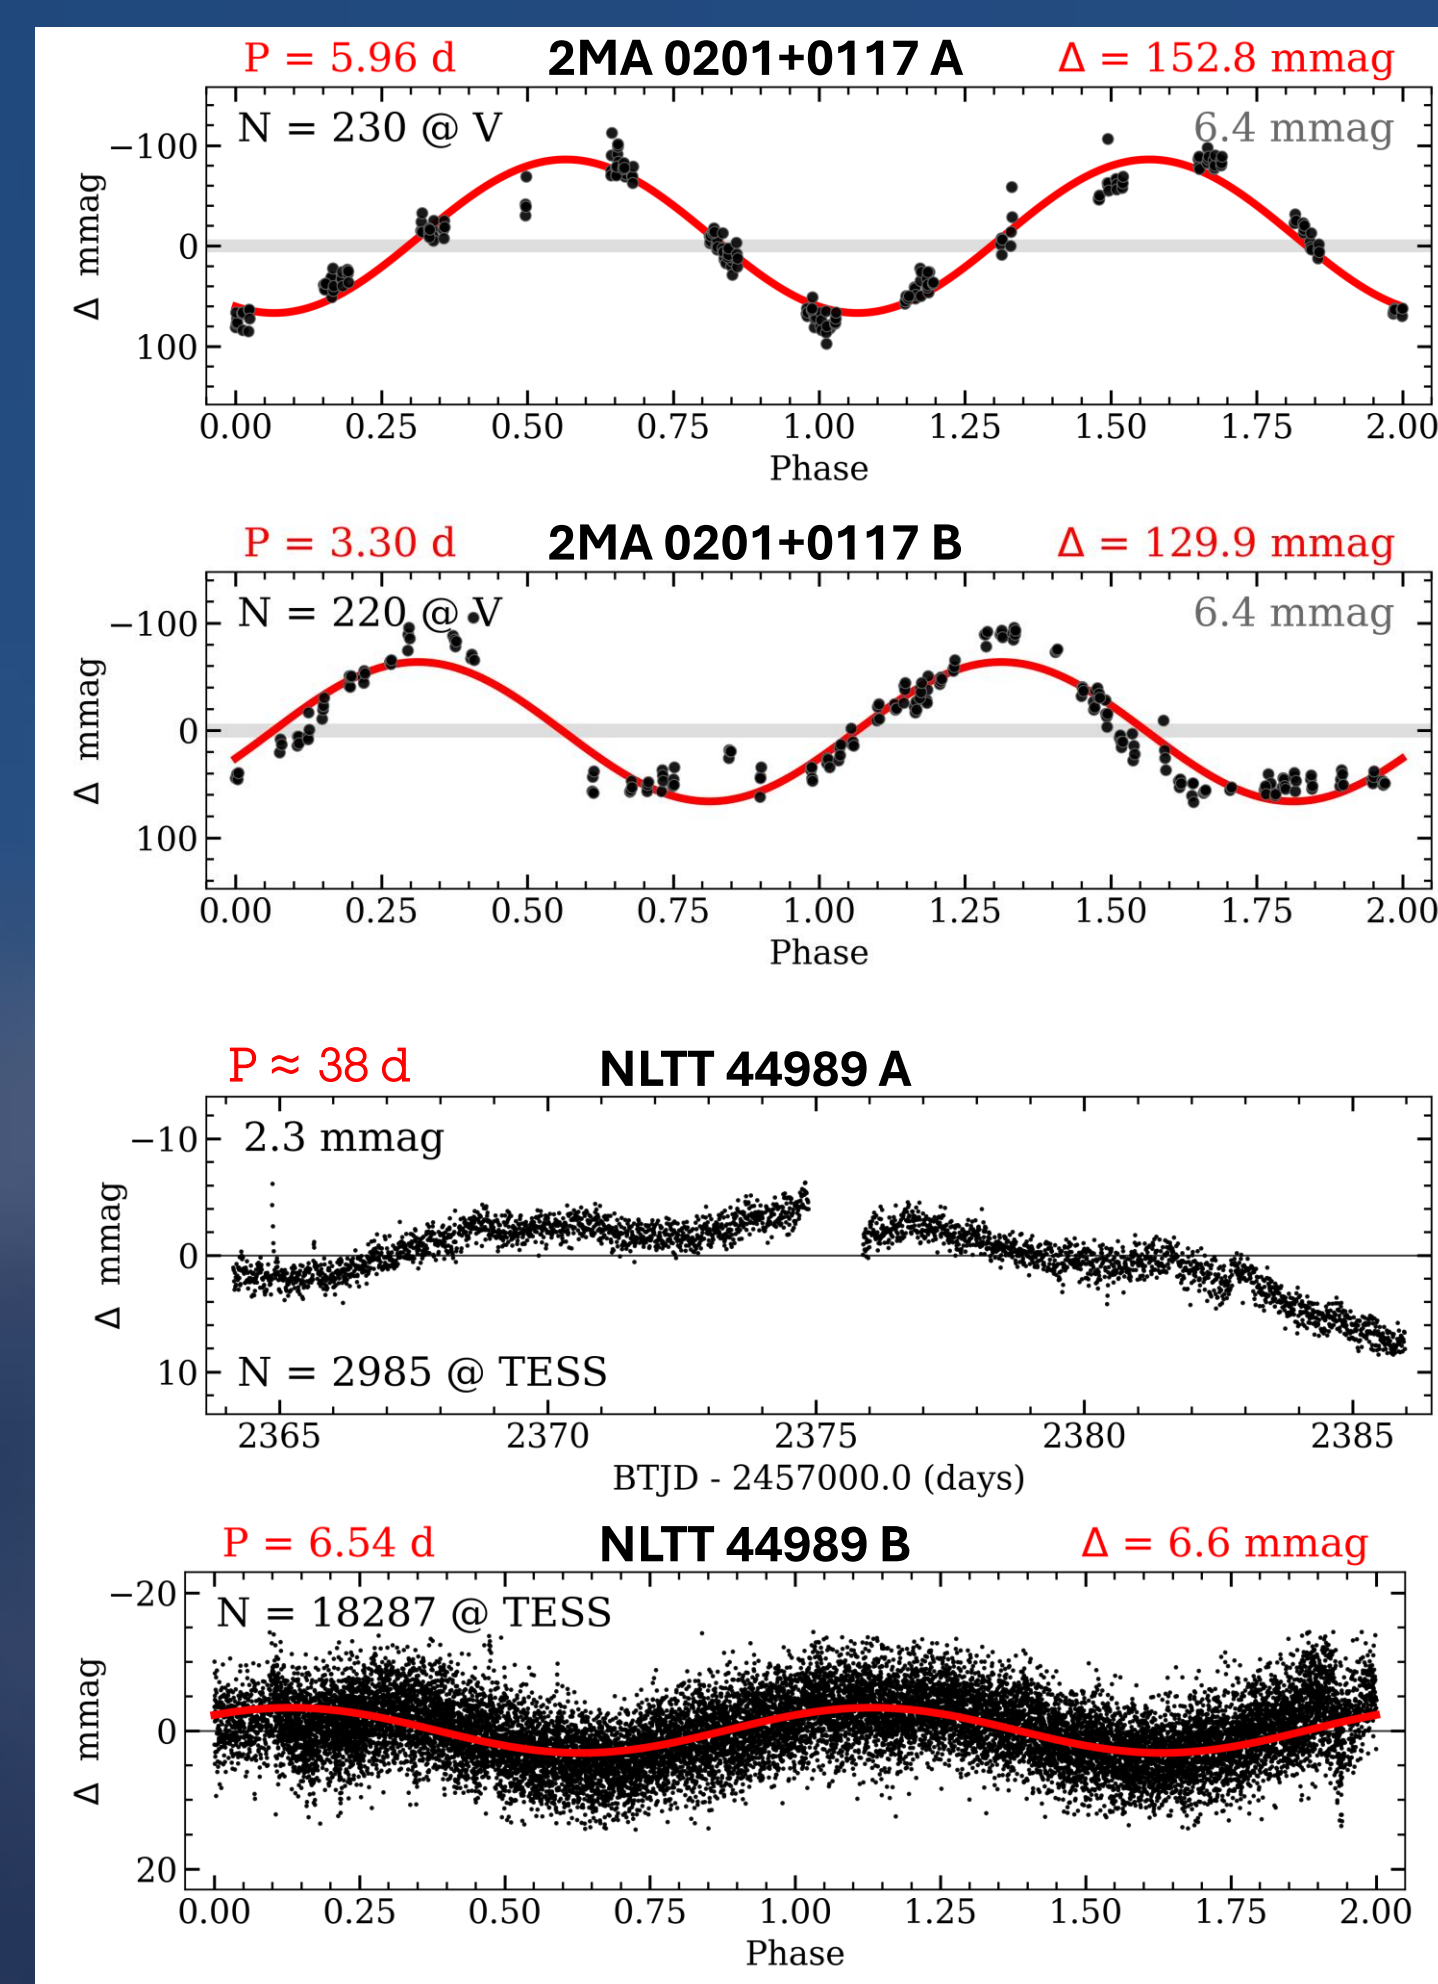 P = 5.96 d 2MA 0201+0117 A Δ = 152.8 mmag
N = 230 @ V 6.4 mmag
−100
0
100
Δ mmag
0.00 0.25 0.50 0.75 1.00 1.25 1.50 1.75 2.00
Phase
P = 3.30 d 2MA 0201+0117 B Δ = 129.9 mmag
N = 220 @ V 6.4 mmag
−100
0
100
Δ mmag
0.00 0.25 0.50 0.75 1.00 1.25 1.50 1.75 2.00
Phase
P ≈ 38 d NLTT 44989 A
2.3 mmag
−10
0
10
Δ mmag
N = 2985 @ TESS
2365 2370 2375 2380 2385
BTJD - 2457000.0 (days)
P = 6.54 d NLTT 44989 B Δ = 6.6 mmag
N = 18287 @ TESS
−20
0
20
Δ mmag
0.00 0.25 0.50 0.75 1.00 1.25 1.50 1.75 2.00
Phase